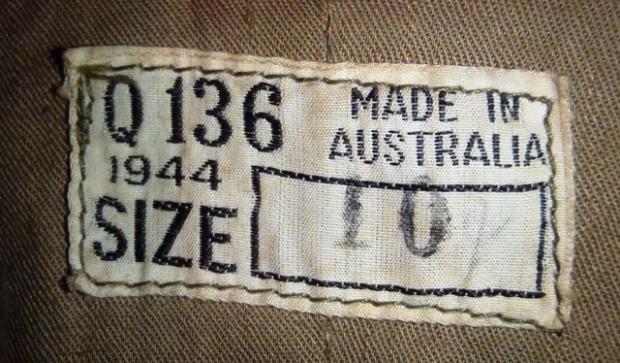 Q 136
MADE IN
AUSTRALIA
1944
SIZE
10